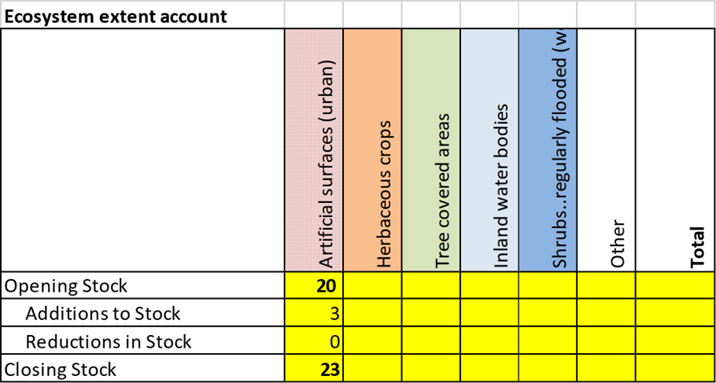 Ecosystem extent account
Artificial surfaces (urban)
Herbaceous crops
Tree covered areas
Inland water bodies
Shrubs..regularly flooded (w
Other
Total
Opening Stock 20
Additions to Stock 3
Reductions in Stock 0
Closing Stock 23